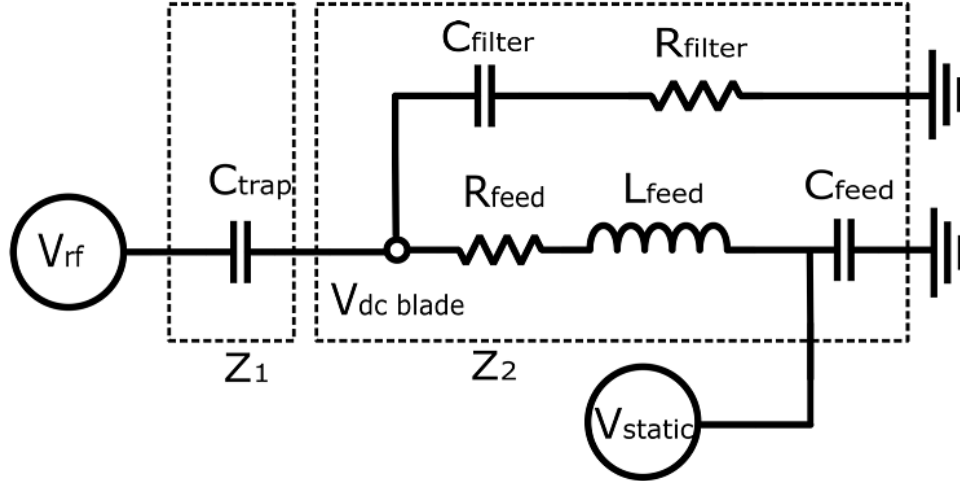 Cfilter
Rfilter
Ctrap
Rfeed
Lfeed
Cfeed
Vrf
Vdc blade
Z1
Z2
Vstatic